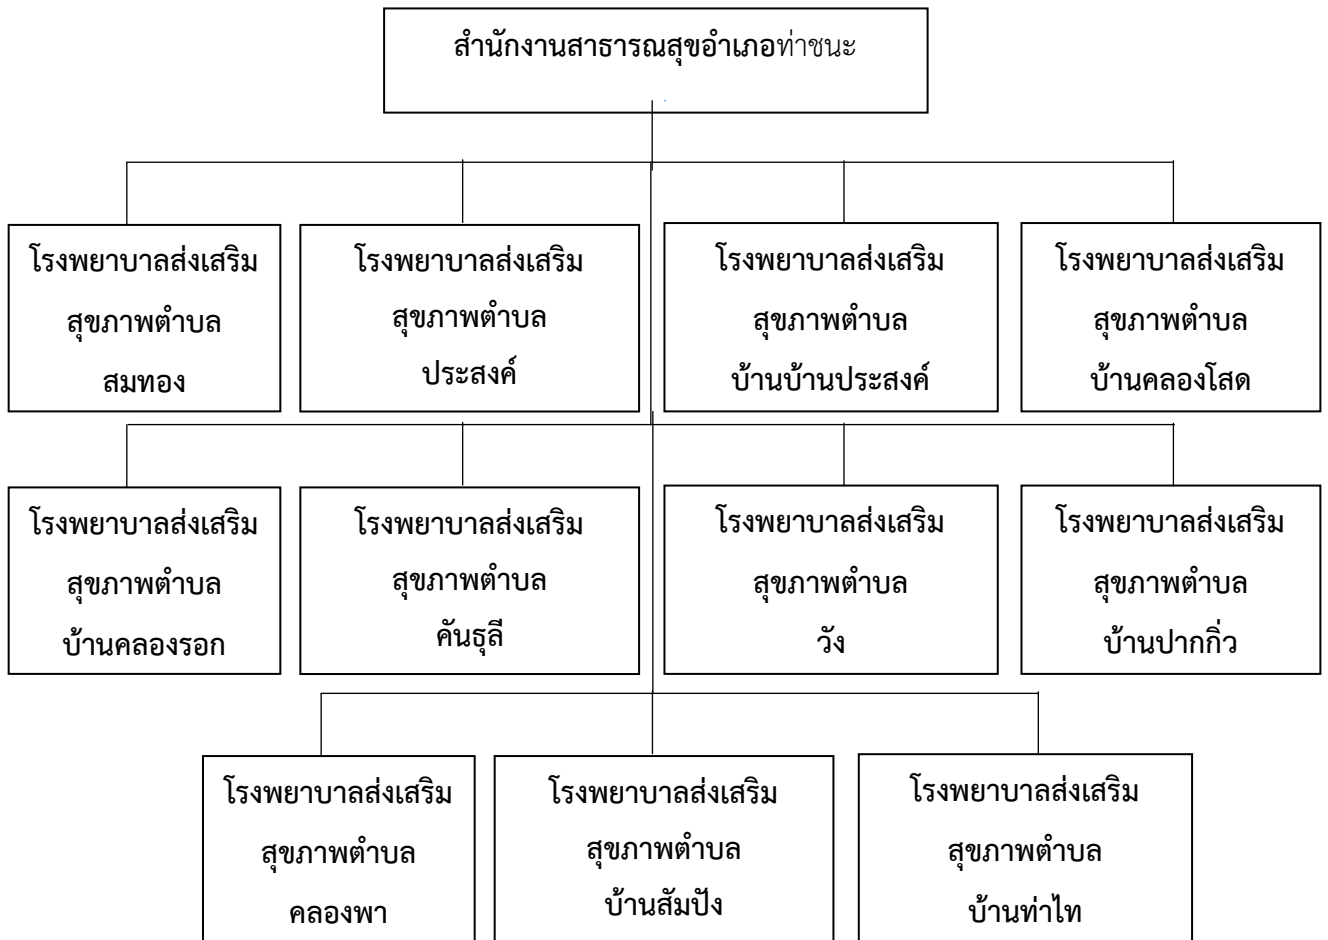 สำนักงานสาธารณสุขอำเภอท่าชนะ
โรงพยาบาลส่งเสริม
สุขภาพตำบล
สมทอง
โรงพยาบาลส่งเสริม
สุขภาพตำบล
ประสงค์
โรงพยาบาลส่งเสริม
สุขภาพตำบล
บ้านบ้านประสงค์
โรงพยาบาลส่งเสริม
สุขภาพตำบล
บ้านคลองโสด
โรงพยาบาลส่งเสริม
สุขภาพตำบล
บ้านคลองรอก
โรงพยาบาลส่งเสริม
สุขภาพตำบล
คันธุลี
โรงพยาบาลส่งเสริม
สุขภาพตำบล
วัง
โรงพยาบาลส่งเสริม
สุขภาพตำบล
บ้านปากกิ่ว
โรงพยาบาลส่งเสริม
สุขภาพตำบล
คลองพา
โรงพยาบาลส่งเสริม
สุขภาพตำบล
บ้านสัมปัง
โรงพยาบาลส่งเสริม
สุขภาพตำบล
บ้านท่าไท